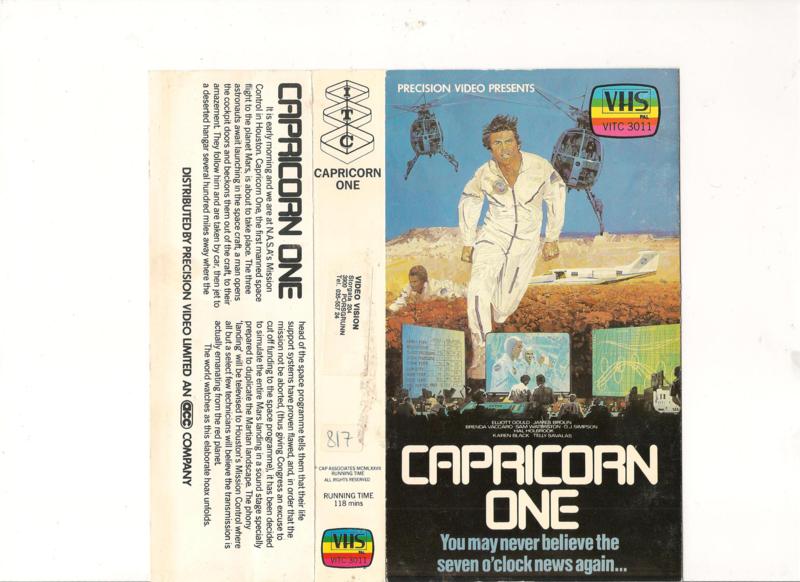 CAPRICORN ONE
It is early morning and we are at N.A.S.A's Mission
Control in Houston. Capricorn One, the first manned space
flight to the planet Mars, is about to take place. The three
astronauts await launching in the space craft, a man opens
the cockpit doors and beckons them out of the craft, to their
amazement. They follow him and are taken by car, then jet to
a deserted hangar several hundred miles away where the
head of the space programme tells them that their life
support systems have proven flawed, and, in order that the
mission not be aborted, (thus giving Congress an excuse to
cut off funding to the space programme), it has been decided
to simulate the entire Mars landing in a sound stage specially
prepared to duplicate the Martian landscape. The phony
'landing' will be televised to Houston's Mission Control where
all but a select few technicians will believe the transmission is
actually emanating from the red planet.
The world watches as this elaborate hoax unfolds.
DISTRIBUTED BY PRECISION VIDEO LIMITED AN acc COMPANY
ITC
CAPRICORN
ONE
VIDEO VISION
Storgata
3900 PORSGRUNN
Tel.
817
© CAP ASSOCIATES MCMLXXVII
RUNNING TIME
ALL RIGHTS RESERVED
RUNNING TIME
118 mins
VHS
PAL
VITC 3011
PRECISION VIDEO PRESENTS
VHS
PAL
VITC 3011
ELLIOTT GOULD JAMES BROLIN
BRENDA VACCARO SAM WATERSTON O.J. SIMPSON
HAL HOLBROOK
KAREN BLACK TELLY SAVALAS
CAPRICORN
ONE
You may never believe the
seven o'clock news again...